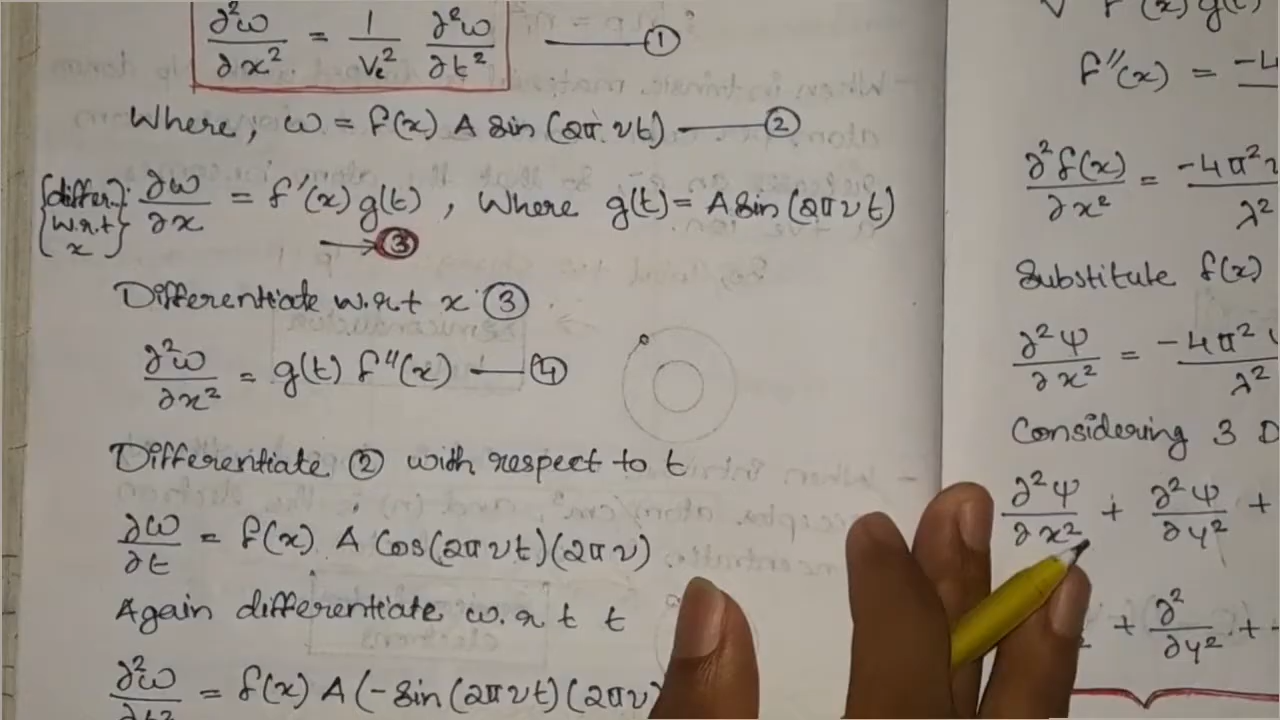 ∂²ω/∂x² = 1/Vₑ² ∂²ω/∂t² — ①
Where, ω = f(x) A Sin (2π νt) — ②
{differ. w.r.t x} ∂ω/∂x = f'(x) g(t), Where g(t) = A Sin (2π ν t)
→ ③
Differentiate w.r.t x ③
∂²ω/∂x² = g(t) f''(x) — ④
Differentiate ② with respect to t
∂ω/∂t = f(x) A Cos(2π νt)(2π ν)
Again differentiate w.r.t t
∂²ω/∂t² = f(x) A (-Sin (2π νt) (2π ν)
f(x) g(t)
f''(x) = -4
∂²f(x)/∂x² = -4π²/λ²
Substitute f(x)
∂²ψ/∂x² = -4π²/λ²
Considering 3 D
∂²ψ/∂x² + ∂²ψ/∂y² +
+ ∂²/∂y² +